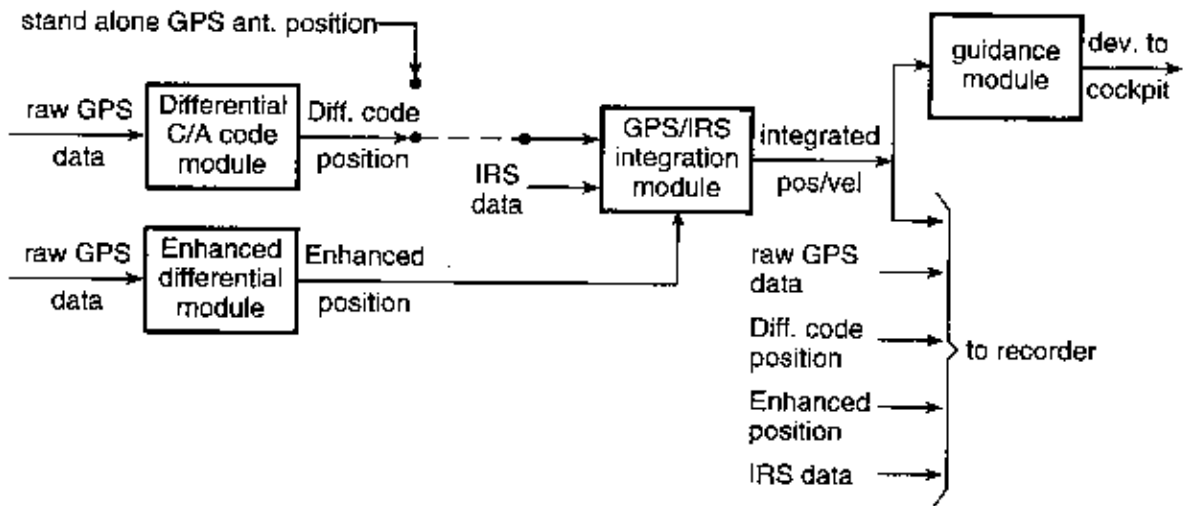 stand alone GPS ant. position
raw GPS
data
Differential
C/A code
module
Diff. code
position
IRS
data
GPS/IRS
integration
module
integrated
pos/vel
guidance
module
dev. to
cockpit
raw GPS
data
Enhanced
differential
module
Enhanced
position
raw GPS
data
Diff. code
position
Enhanced
position
IRS data
to recorder